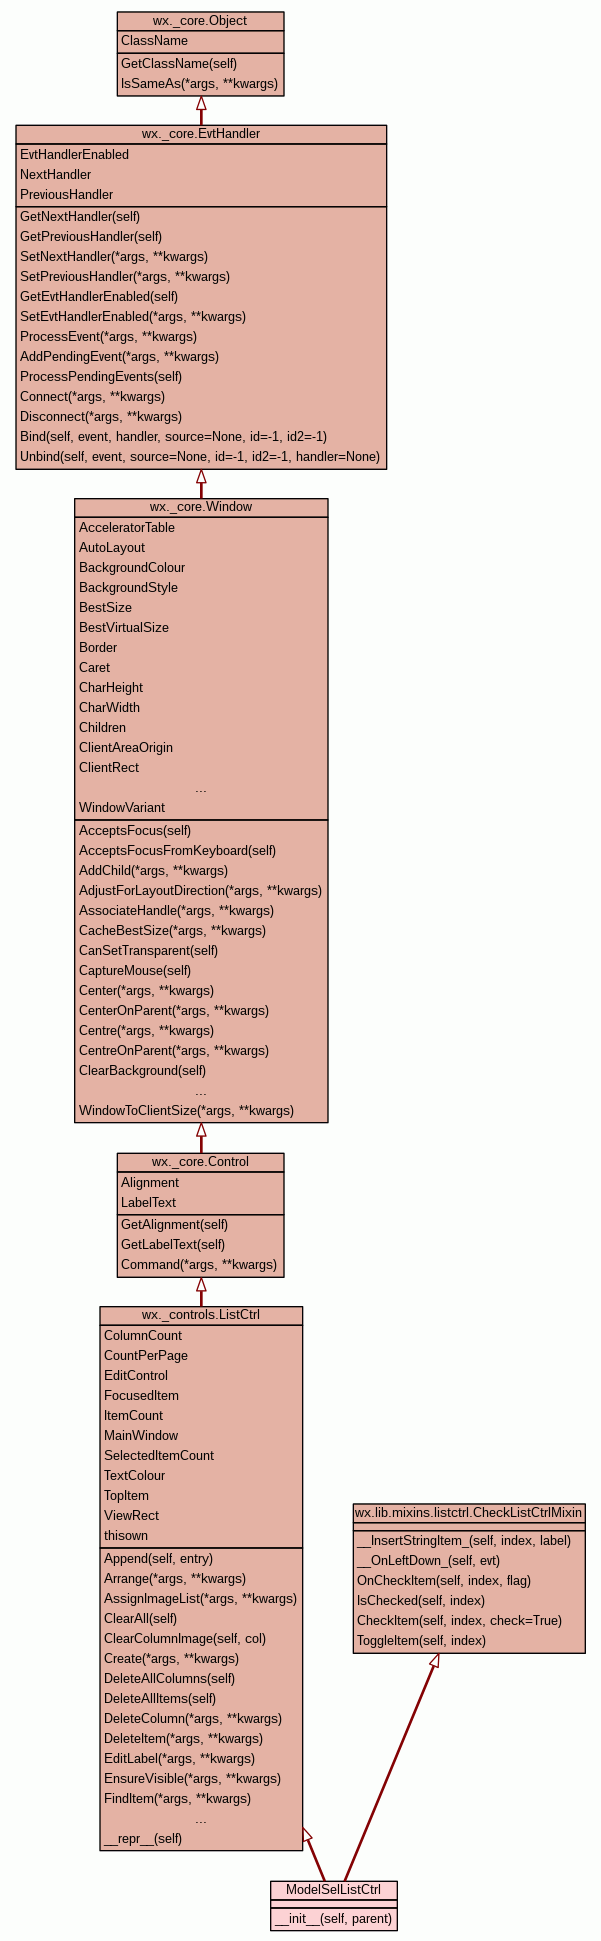 wx._core.Object
ClassName
GetClassName(self)
IsSameAs(*args, **kwargs)
wx._core.EvtHandler
EvtHandlerEnabled
NextHandler
PreviousHandler
GetNextHandler(self)
GetPreviousHandler(self)
SetNextHandler(*args, **kwargs)
SetPreviousHandler(*args, **kwargs)
GetEvtHandlerEnabled(self)
SetEvtHandlerEnabled(*args, **kwargs)
ProcessEvent(*args, **kwargs)
AddPendingEvent(*args, **kwargs)
ProcessPendingEvents(self)
Connect(*args, **kwargs)
Disconnect(*args, **kwargs)
Bind(self, event, handler, source=None, id=-1, id2=-1)
Unbind(self, event, source=None, id=-1, id2=-1, handler=None)
wx._core.Window
AcceleratorTable
AutoLayout
BackgroundColour
BackgroundStyle
BestSize
BestVirtualSize
Border
Caret
CharHeight
CharWidth
Children
ClientAreaOrigin
ClientRect
...
WindowVariant
AcceptsFocus(self)
AcceptsFocusFromKeyboard(self)
AddChild(*args, **kwargs)
AdjustForLayoutDirection(*args, **kwargs)
AssociateHandle(*args, **kwargs)
CacheBestSize(*args, **kwargs)
CanSetTransparent(self)
CaptureMouse(self)
Center(*args, **kwargs)
CenterOnParent(*args, **kwargs)
Centre(*args, **kwargs)
CentreOnParent(*args, **kwargs)
ClearBackground(self)
...
WindowToClientSize(*args, **kwargs)
wx._core.Control
Alignment
LabelText
GetAlignment(self)
GetLabelText(self)
Command(*args, **kwargs)
wx._controls.ListCtrl
ColumnCount
CountPerPage
EditControl
FocusedItem
ItemCount
MainWindow
SelectedItemCount
TextColour
TopItem
ViewRect
thisown
Append(self, entry)
Arrange(*args, **kwargs)
AssignImageList(*args, **kwargs)
ClearAll(self)
ClearColumnImage(self, col)
Create(*args, **kwargs)
DeleteAllColumns(self)
DeleteAllItems(self)
DeleteColumn(*args, **kwargs)
DeleteItem(*args, **kwargs)
EditLabel(*args, **kwargs)
EnsureVisible(*args, **kwargs)
FindItem(*args, **kwargs)
...
__repr__(self)
wx.lib.mixins.listctrl.CheckListCtrlMixin
__InsertStringItem_(self, index, label)
__OnLeftDown_(self, evt)
OnCheckItem(self, index, flag)
IsChecked(self, index)
CheckItem(self, index, check=True)
ToggleItem(self, index)
ModelSelListCtrl
__init__(self, parent)